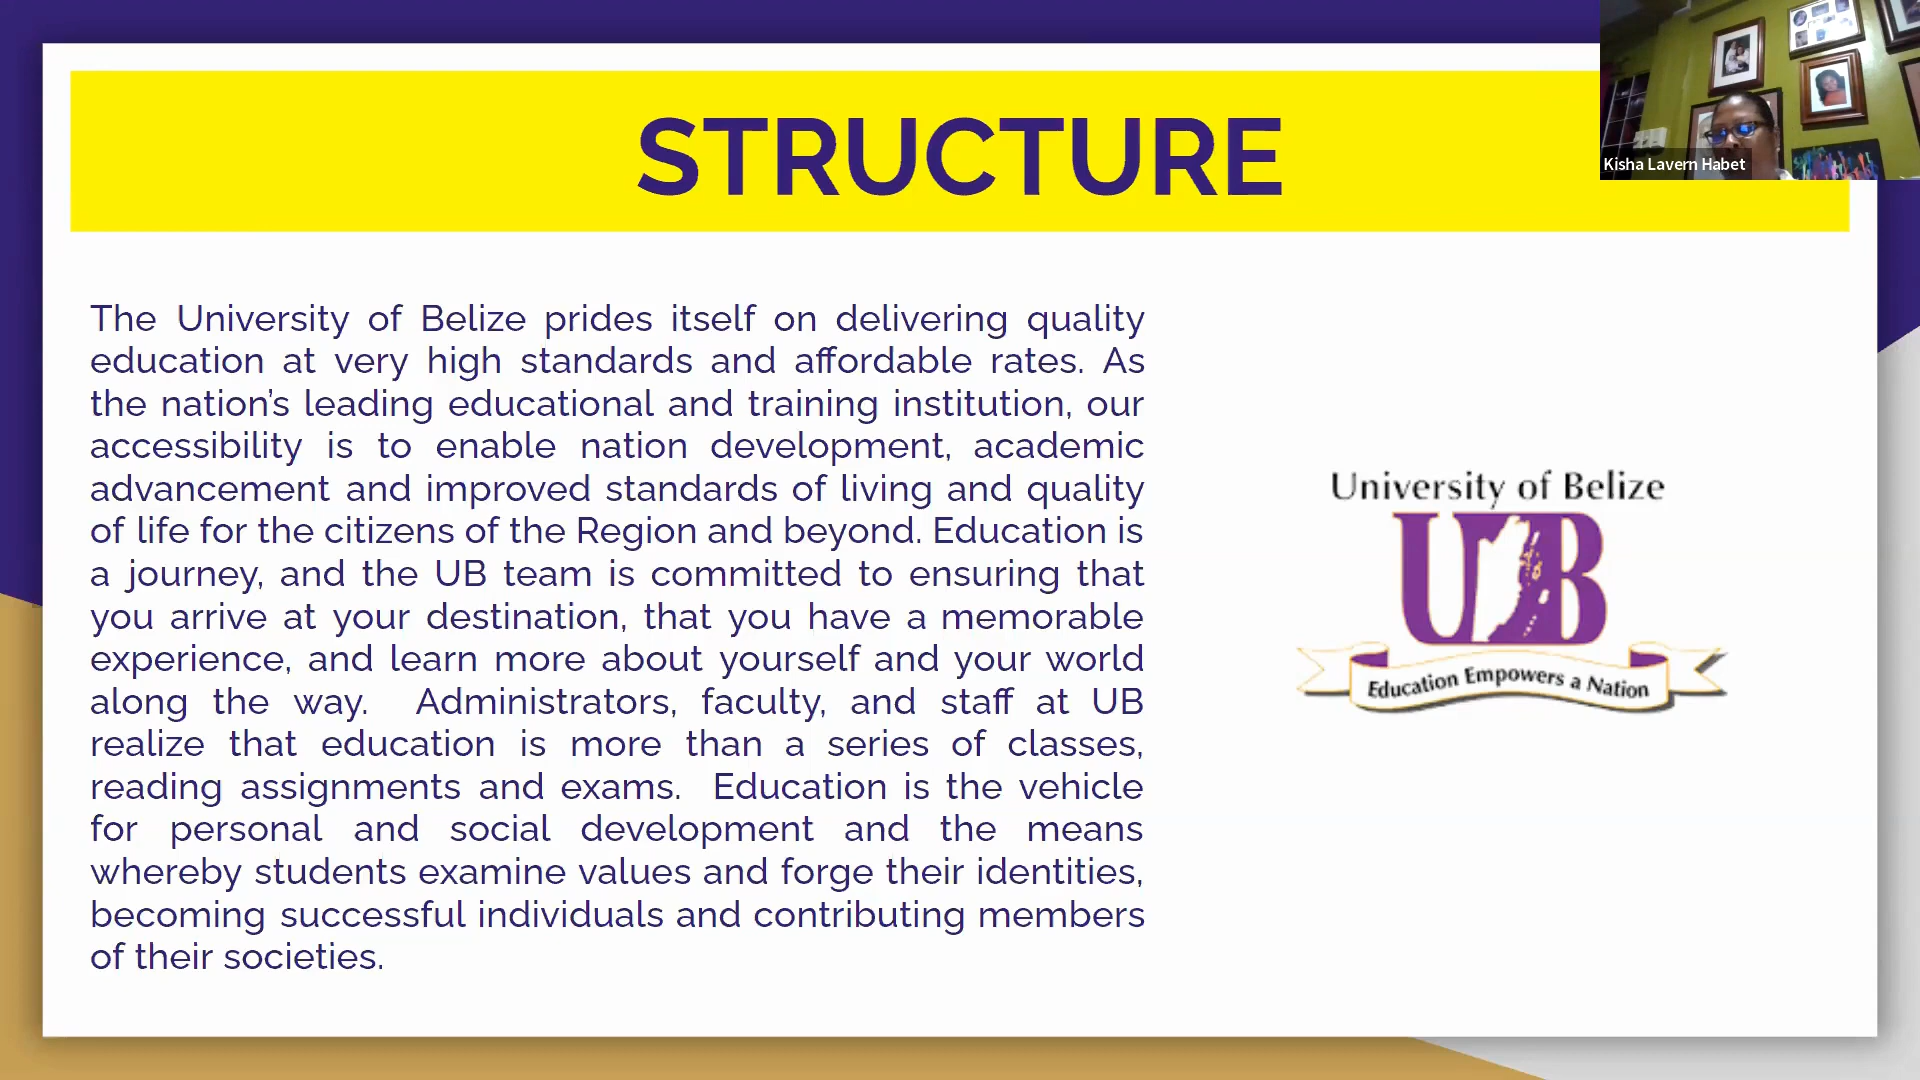 STRUCTURE
Kisha Lavern Habet
The University of Belize prides itself on delivering quality
education at very high standards and affordable rates. As
the nation's leading educational and training institution, our
accessibility is to enable nation development, academic
advancement and improved standards of living and quality
of life for the citizens of the Region and beyond. Education is
a journey, and the UB team is committed to ensuring that
you arrive at your destination, that you have a memorable
experience, and learn more about yourself and your world
along the way. Administrators, faculty, and staff at UB
realize that education is more than a series of classes,
reading assignments and exams. Education is the vehicle
for personal and social development and the means
whereby students examine values and forge their identities,
becoming successful individuals and contributing members
of their societies.
University of Belize
UB
Education Empowers a Nation